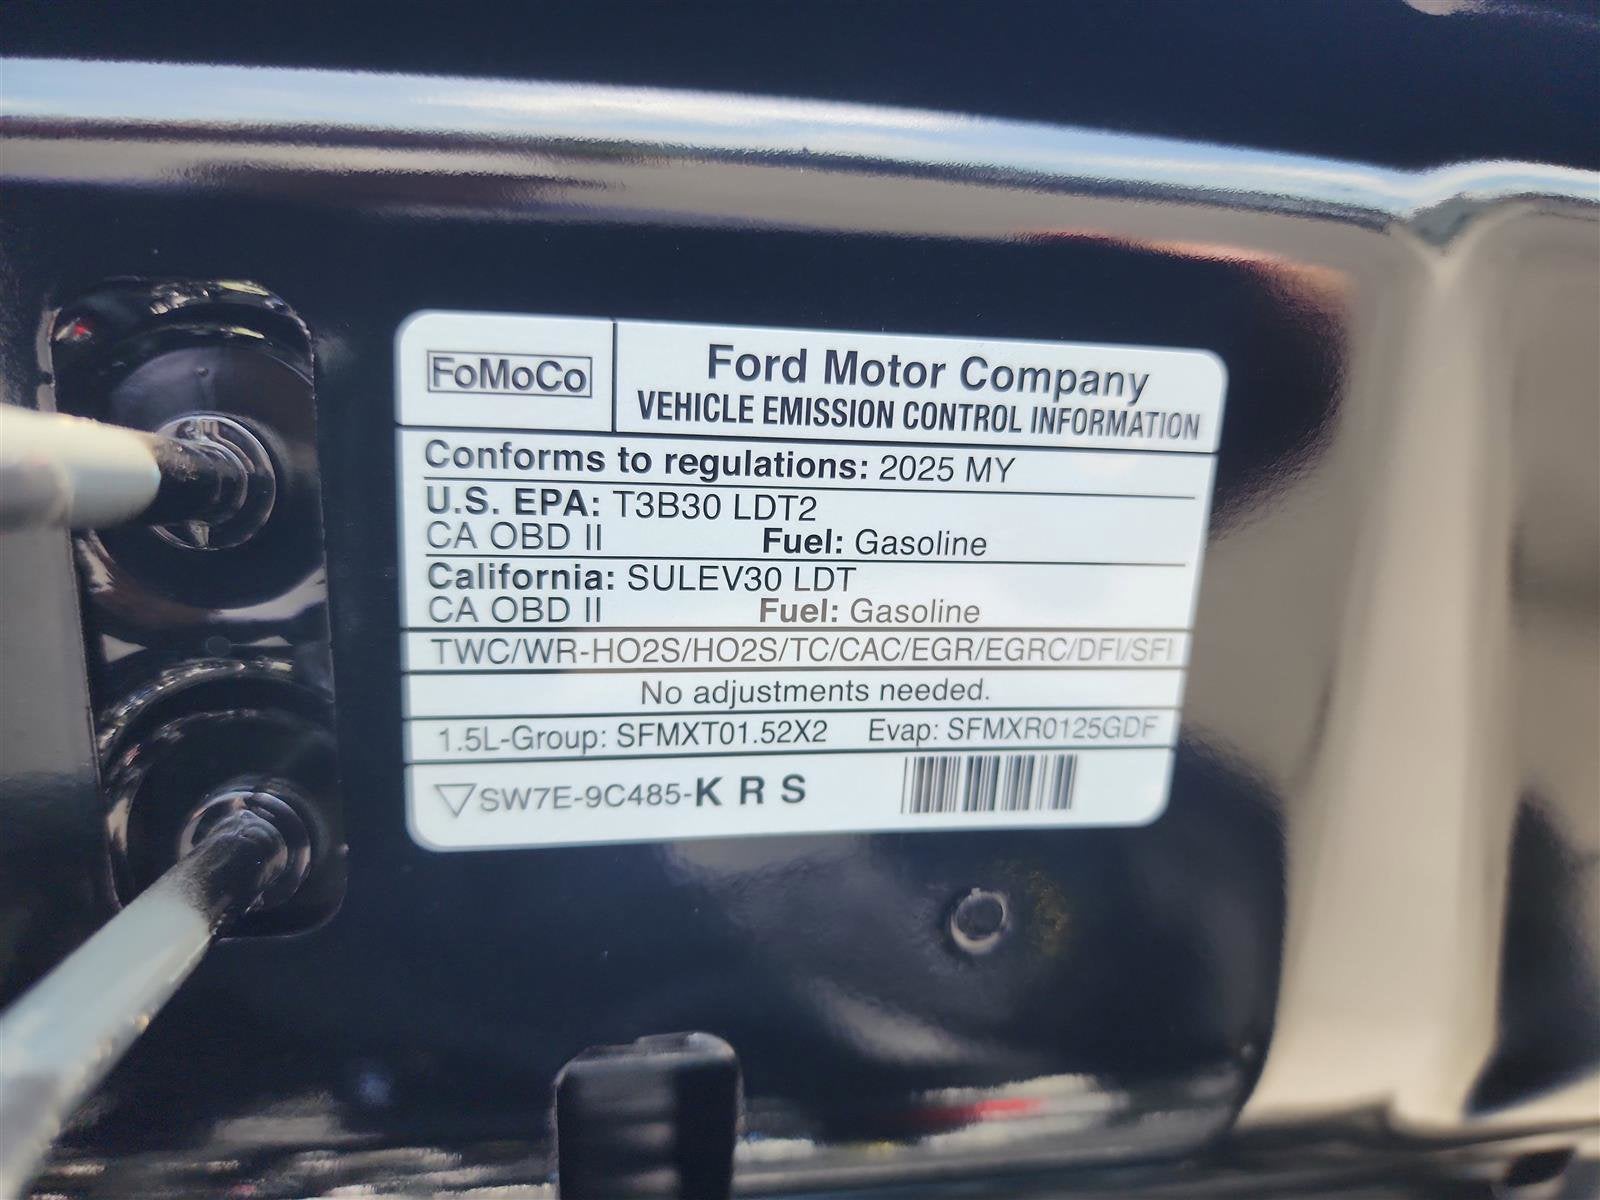 FoMoCo
Ford Motor Company
VEHICLE EMISSION CONTROL INFORMATION
Conforms to regulations: 2025 MY
U.S. EPA: T3B30 LDT2
CA OBD II Fuel: Gasoline
California: SULEV30 LDT
CA OBD II Fuel: Gasoline
TWC/WR-HO2S/HO2S/TC/CAC/EGR/EGRC/DFI/SFI
No adjustments needed.
1.5L-Group: SFMXT01.52X2 Evap: SFMXR0125GDF
SW7E-9C485-K R S